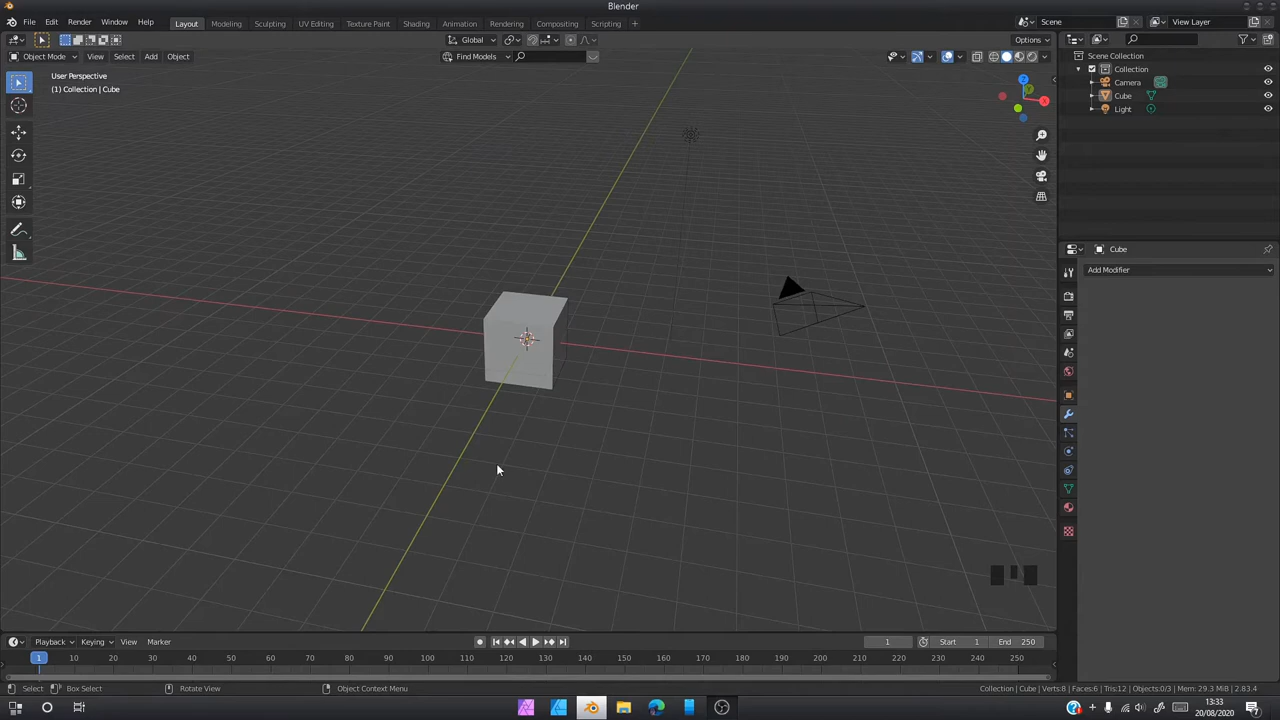 Blender
File Edit Render Window Help Layout Modeling Sculpting UV Editing Texture Paint Shading Animation Rendering Compositing Scripting + Scene View Layer
Global Options
Object Mode View Select Add Object Find Models
User Perspective
(1) Collection | Cube
Z
Y
X
Scene Collection
Collection
Camera
Cube
Light
Cube
Add Modifier
Playback Keying View Marker 1 Start 1 End 250
1 10 20 30 40 50 60 70 80 90 100 110 120 130 140 150 160 170 180 190 200 210 220 230 240 250
Select Box Select Rotate View Object Context Menu Collection | Cube | Verts:8 | Faces:6 | Tris:12 | Objects:0/3 | Mem: 29.3 MiB | 2.83.4
13:33
20/08/2020